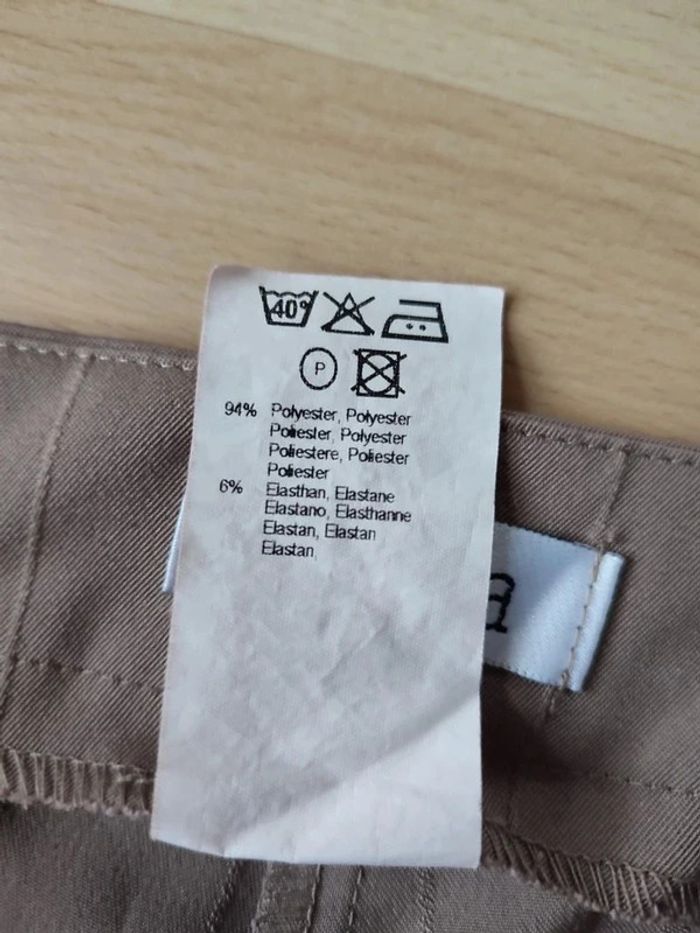 40°
P
94% Polyester, Polyester
Poliester, Polyester
Poliestere, Poliester
Poliester
6% Elasthan, Elastane
Elastano, Elasthanne
Elastan, Elastan
Elastan
a